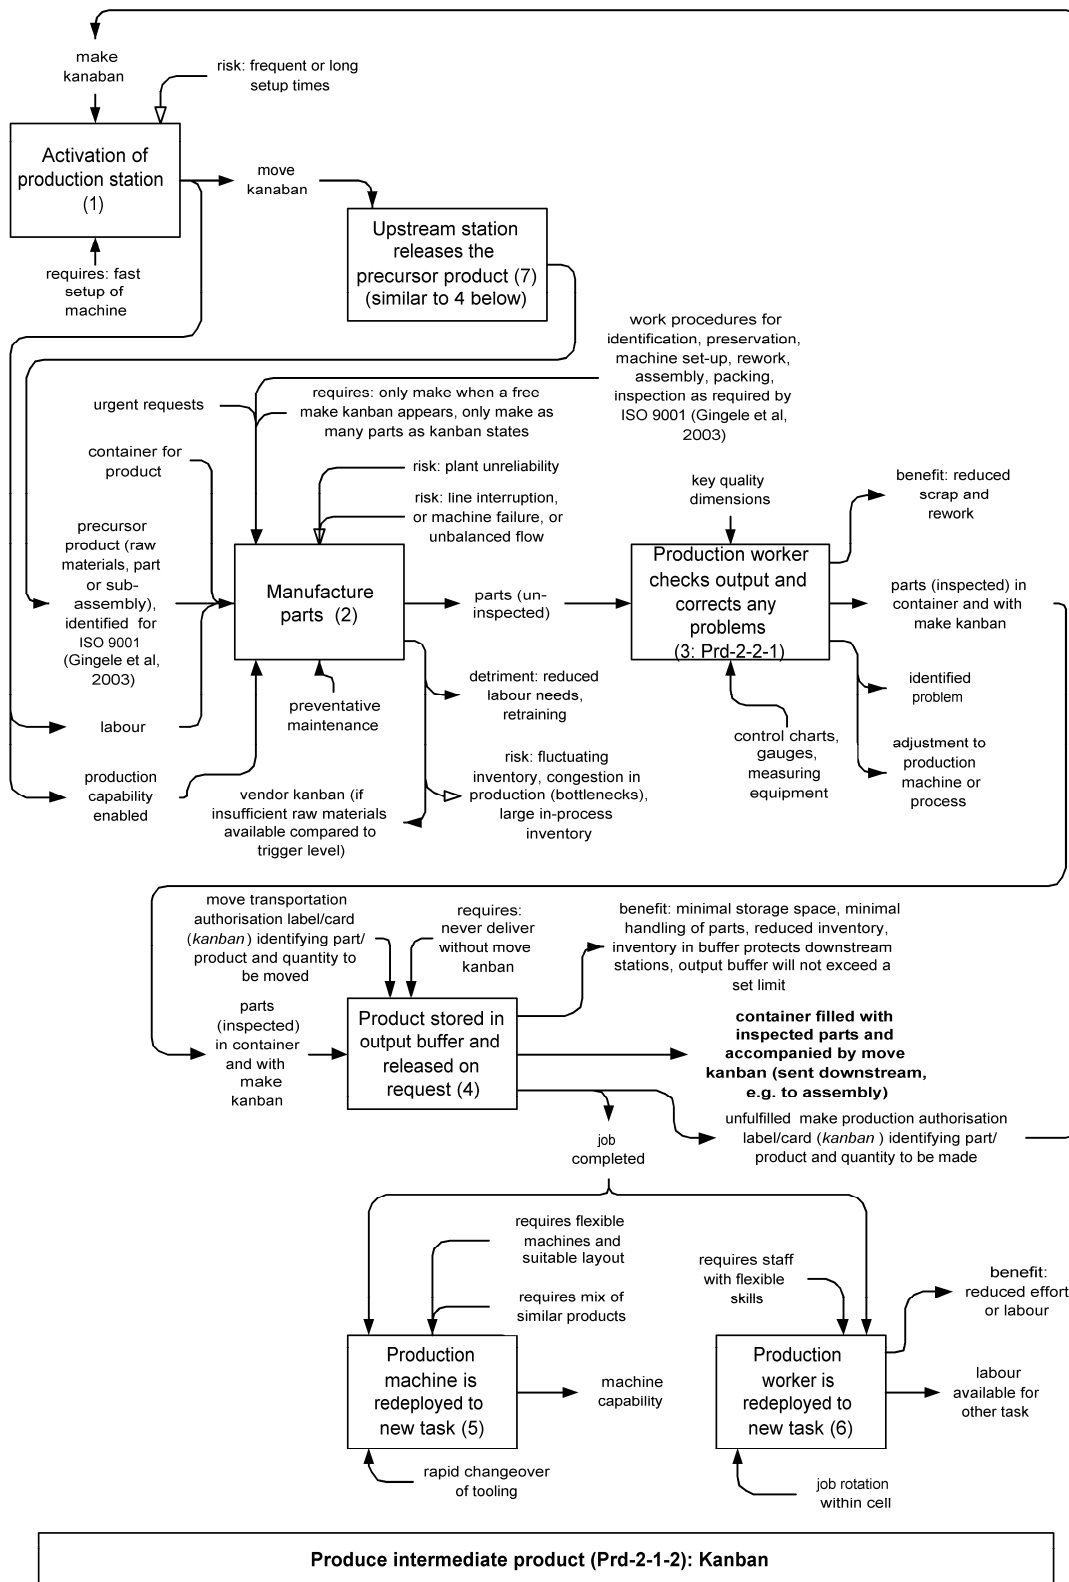 make
kanaban
risk: frequent or long
setup times
Activation of
production station
(1)
move
kanaban
requires: fast
setup of
machine
Upstream station
releases the
precursor product (7)
(similar to 4 below)
work procedures for
identification, preservation,
machine set-up, rework,
assembly, packing,
inspection as required by
ISO 9001 (Gingele et al,
2003)
urgent requests
requires: only make when a free
make kanban appears, only make as
many parts as kanban states
container for
product
risk: plant unreliability
risk: line interruption,
or machine failure, or
unbalanced flow
key quality
dimensions
benefit: reduced
scrap and
rework
precursor
product (raw
materials, part
or sub-
assembly),
identified for
ISO 9001
(Gingele et al,
2003)
Manufacture
parts (2)
parts (un-
inspected)
Production worker
checks output and
corrects any
problems
(3: Prd-2-2-1)
parts (inspected) in
container and with
make kanban
labour
preventative
maintenance
detriment: reduced
labour needs,
retraining
identified
problem
control charts,
gauges,
measuring
equipment
adjustment to
production
machine or
process
production
capability
enabled
vendor kanban (if
insufficient raw materials
available compared to
trigger level)
risk: fluctuating
inventory, congestion in
production (bottlenecks),
large in-process
inventory
move transportation
authorisation label/card
(kanban ) identifying part/
product and quantity to
be moved
requires:
never deliver
without move
kanban
benefit: minimal storage space, minimal
handling of parts, reduced inventory,
inventory in buffer protects downstream
stations, output buffer will not exceed a
set limit
parts
(inspected)
in container
and with
make
kanban
Product stored in
output buffer and
released on
request (4)
container filled with
inspected parts and
accompanied by move
kanban (sent downstream,
e.g. to assembly)
unfulfilled make production authorisation
label/card (kanban ) identifying part/
product and quantity to be made
job
completed
requires flexible
machines and
suitable layout
requires mix of
similar products
requires staff
with flexible
skills
benefit:
reduced effort
or labour
Production
machine is
redeployed to
new task (5)
machine
capability
Production
worker is
redeployed to
new task (6)
labour
available for
other task
rapid changeover
of tooling
job rotation
within cell
Produce intermediate product (Prd-2-1-2): Kanban